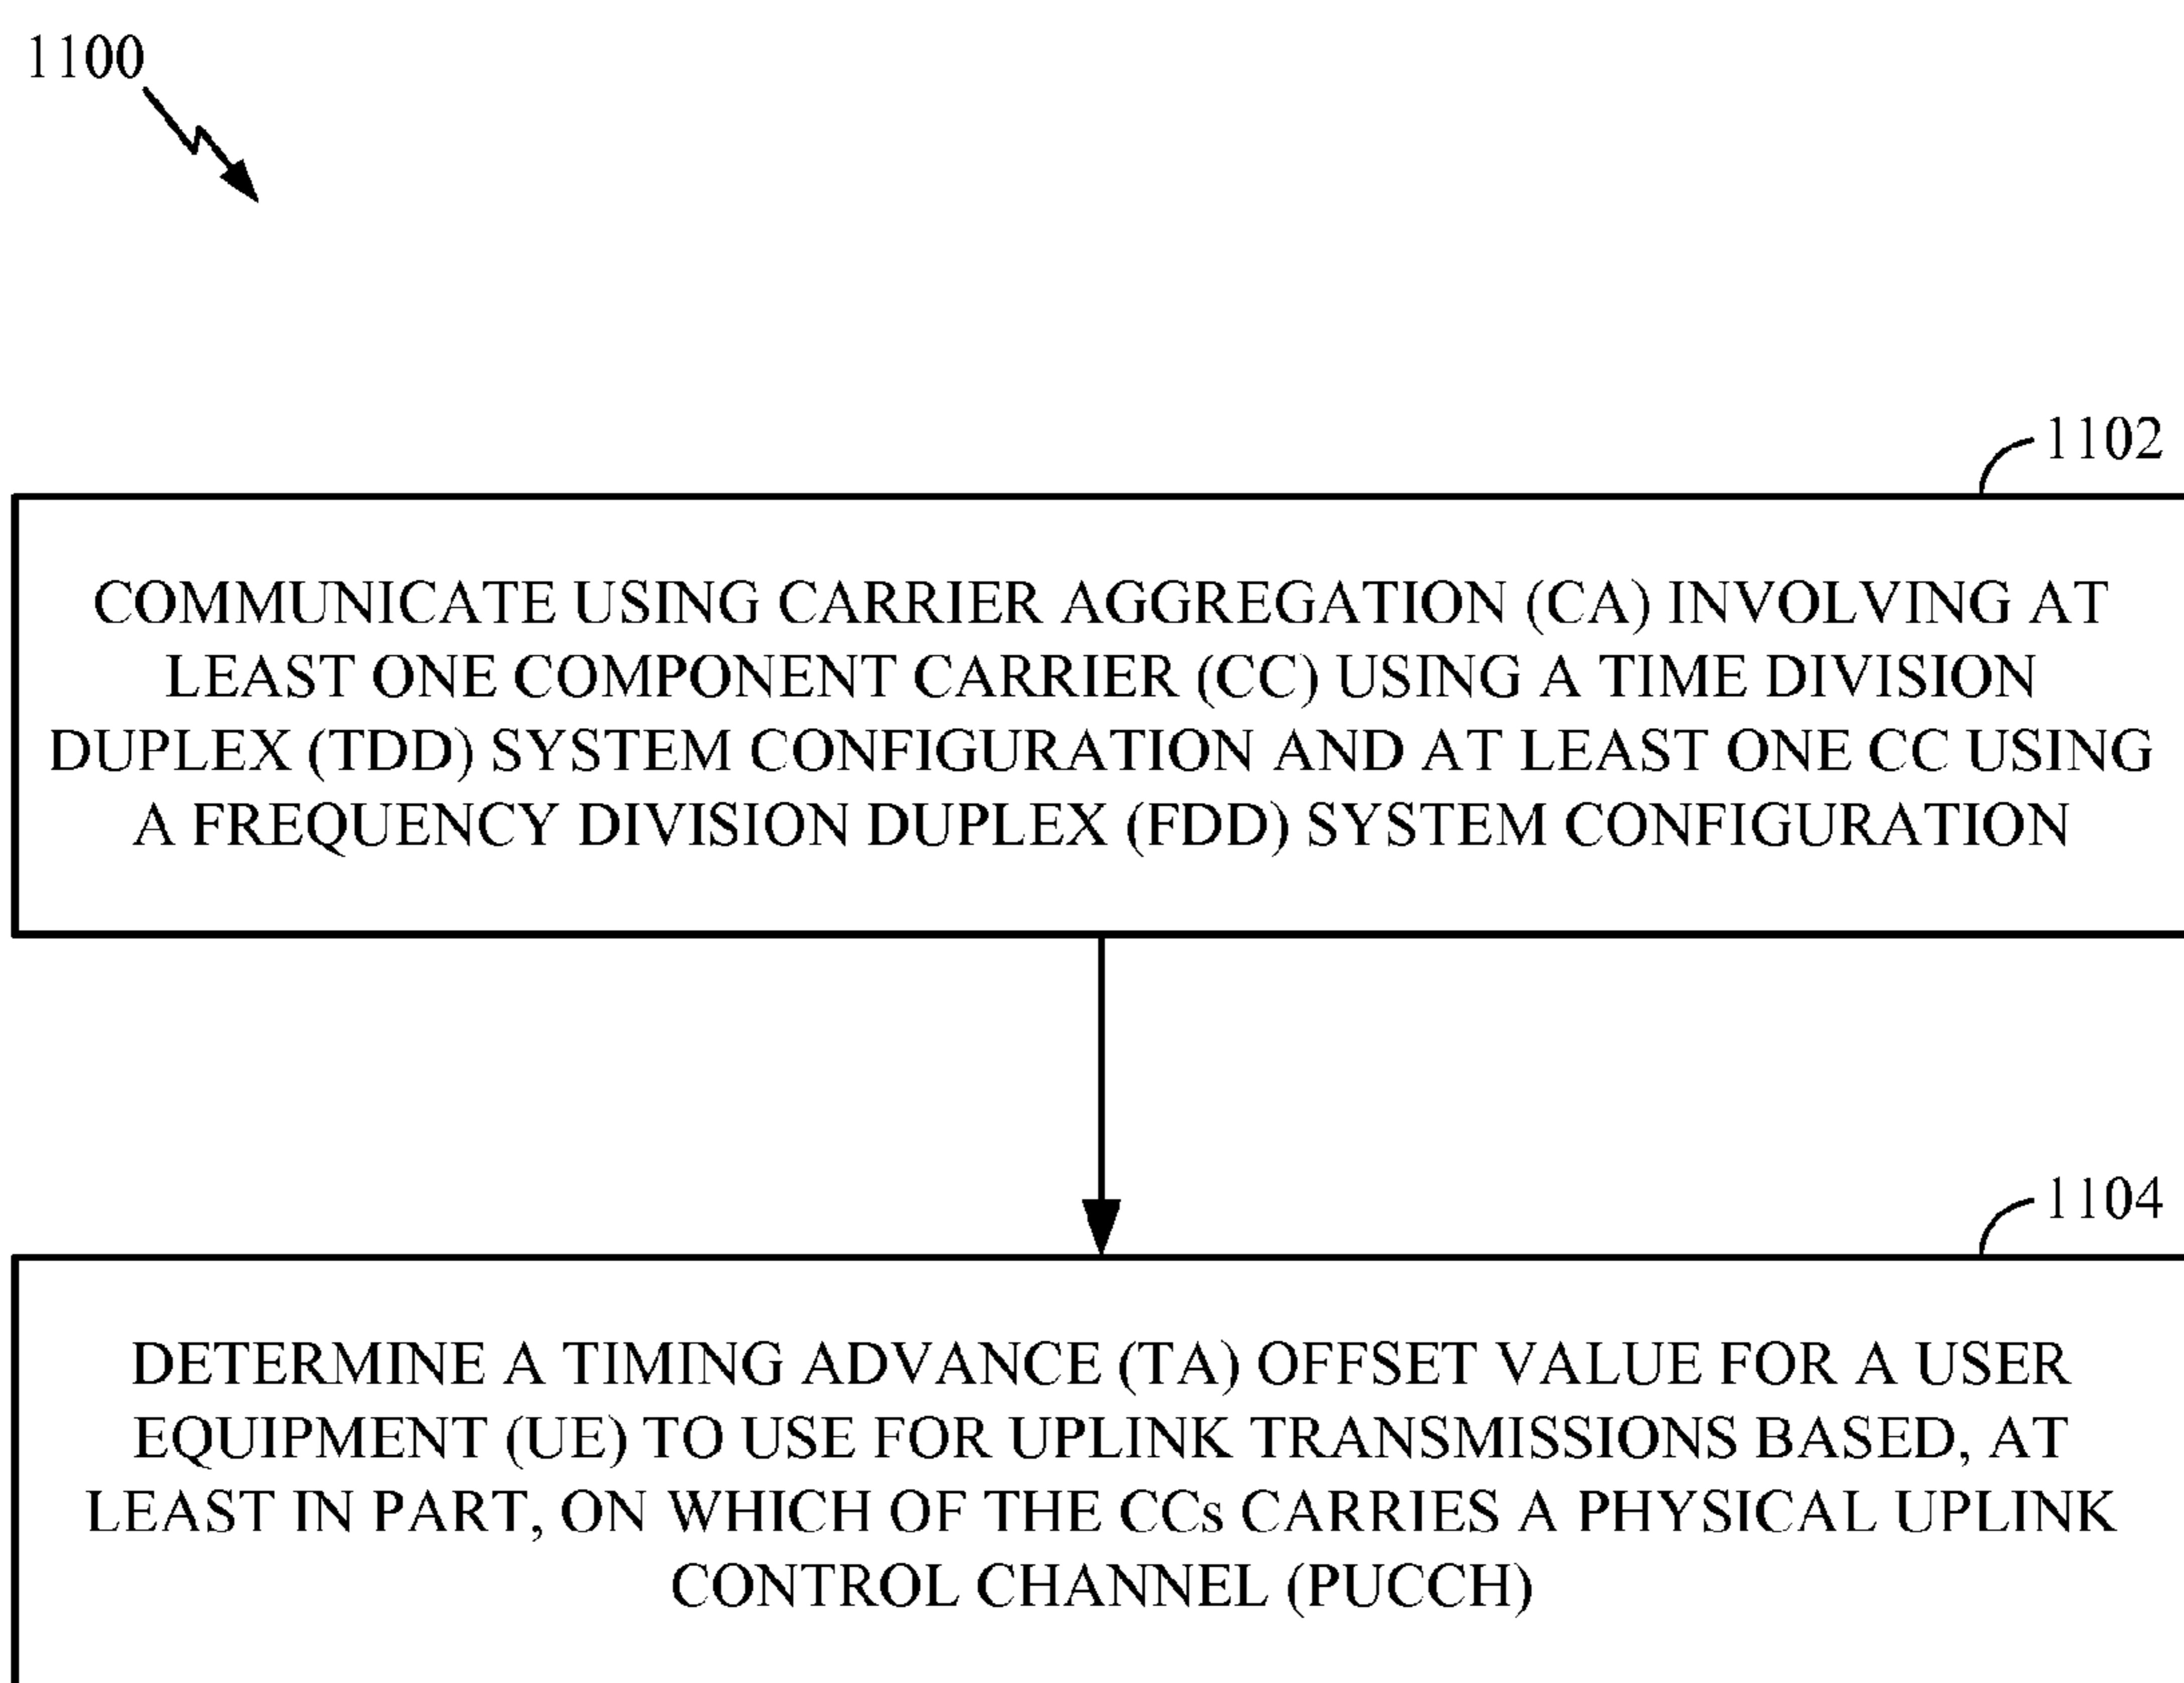 1100
1102
COMMUNICATE USING CARRIER AGGREGATION (CA) INVOLVING AT
LEAST ONE COMPONENT CARRIER (CC) USING A TIME DIVISION
DUPLEX (TDD) SYSTEM CONFIGURATION AND AT LEAST ONE CC USING
A FREQUENCY DIVISION DUPLEX (FDD) SYSTEM CONFIGURATION
1104
DETERMINE A TIMING ADVANCE (TA) OFFSET VALUE FOR A USER
EQUIPMENT (UE) TO USE FOR UPLINK TRANSMISSIONS BASED, AT
LEAST IN PART, ON WHICH OF THE CCs CARRIES A PHYSICAL UPLINK
CONTROL CHANNEL (PUCCH)